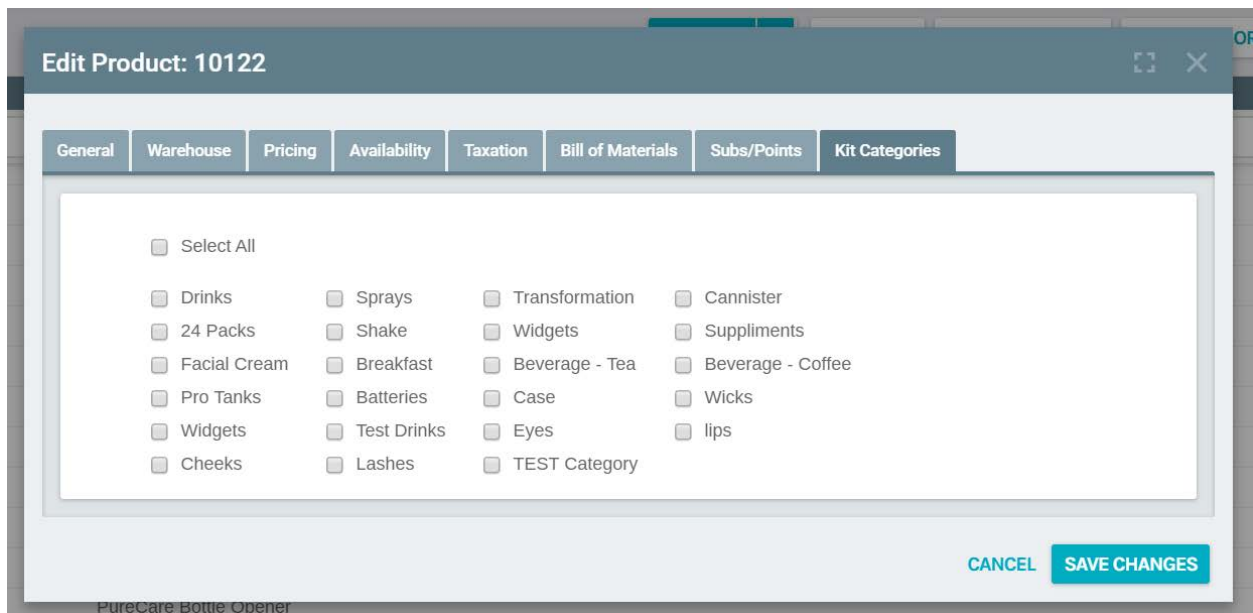 OR
Edit Product: 10122
General Warehouse Pricing Availability Taxation Bill of Materials Subs/Points Kit Categories
Select All
Drinks Sprays Transformation Cannister
24 Packs Shake Widgets Suppliments
Facial Cream Breakfast Beverage - Tea Beverage - Coffee
Pro Tanks Batteries Case Wicks
Widgets Test Drinks Eyes lips
Cheeks Lashes TEST Category
CANCEL SAVE CHANGES
PureCare Bottle Opener